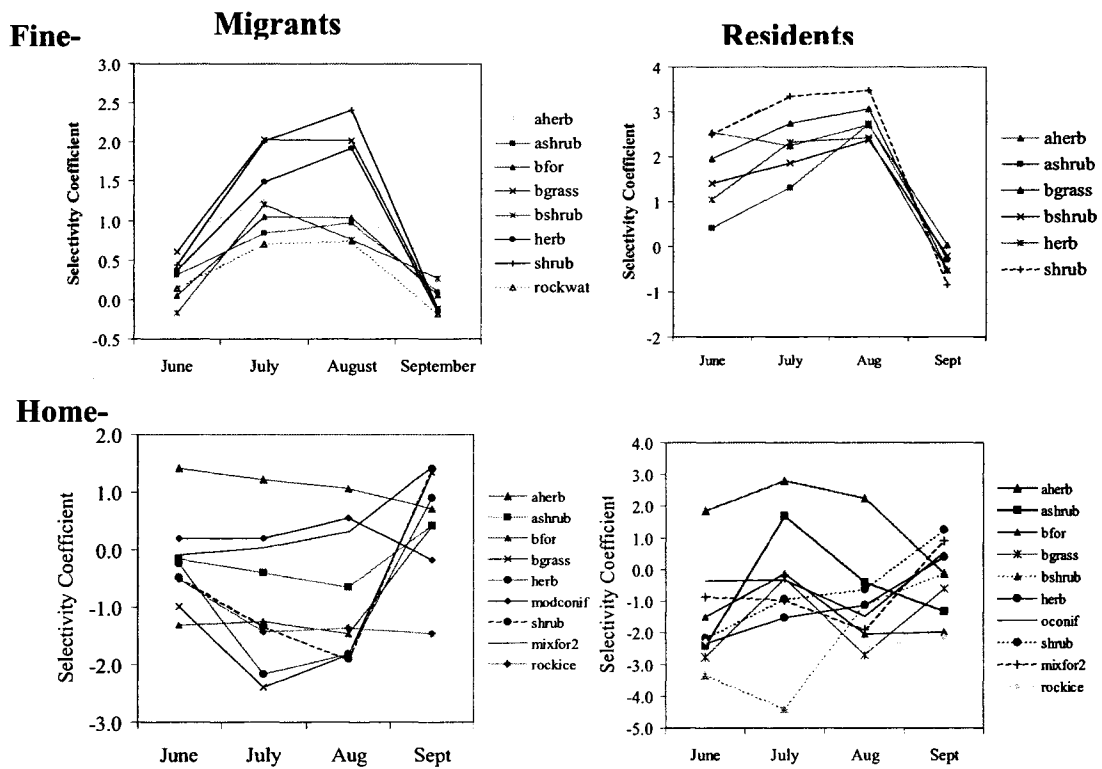 Fine-
Migrants
Residents
Selectivity Coefficient
3.0
2.5
2.0
1.5
1.0
0.5
0.0
-0.5
June July August September
aherb
ashrub
bfor
bgrass
bshrub
herb
shrub
rockwat
Selectivity Coefficient
4
3
2
1
0
-1
-2
June July Aug Sept
aherb
ashrub
bgrass
bshrub
herb
shrub
Home-
Selectivity Coefficient
2.0
1.0
0.0
-1.0
-2.0
-3.0
June July Aug Sept
aherb
ashrub
bfor
bgrass
herb
modconif
shrub
mixfor2
rockice
Selectivity Coefficient
4.0
3.0
2.0
1.0
0.0
-1.0
-2.0
-3.0
-4.0
-5.0
June July Aug Sept
aherb
ashrub
bfor
bgrass
bshrub
herb
oconif
shrub
mixfor2
rockice